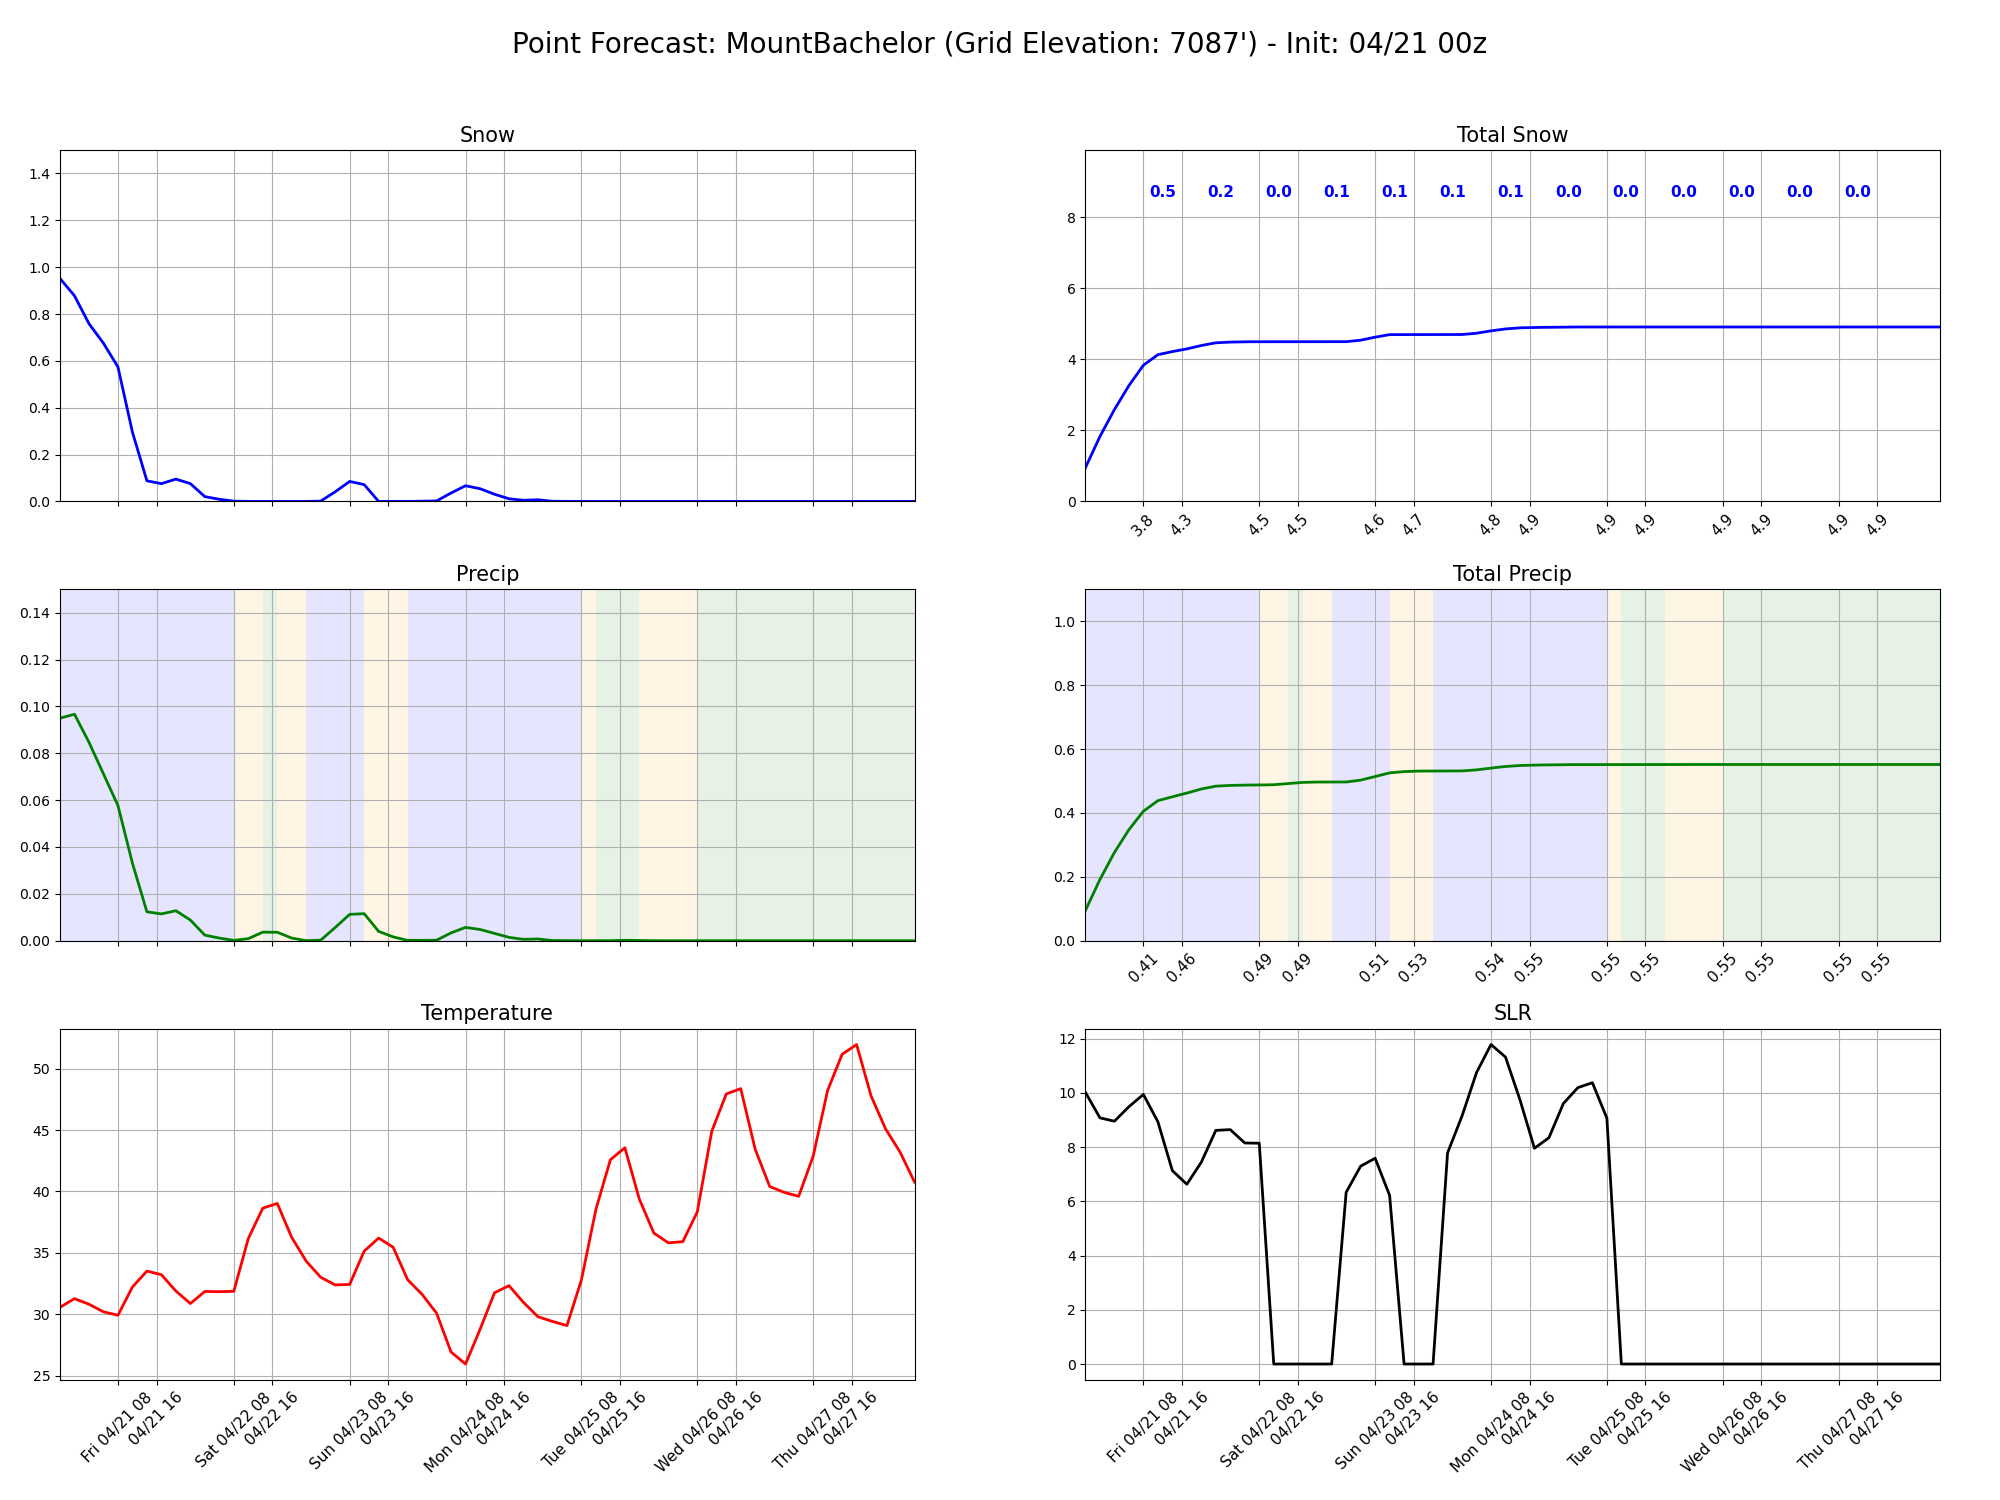 Point Forecast: MountBachelor (Grid Elevation: 7087') - Init: 04/21 00z
Snow
1.4
1.2
1.0
0.8
0.6
0.4
0.2
0.0
Total Snow
0.5 0.2 0.0 0.1 0.1 0.1 0.1 0.0 0.0 0.0 0.0 0.0 0.0
8
6
4
2
0
3.8 4.3 4.5 4.5 4.6 4.7 4.8 4.9 4.9 4.9 4.9 4.9 4.9 4.9
Precip
0.14
0.12
0.10
0.08
0.06
0.04
0.02
0.00
Total Precip
1.0
0.8
0.6
0.4
0.2
0.0
0.41 0.46 0.49 0.49 0.51 0.53 0.54 0.55 0.55 0.55 0.55 0.55 0.55 0.55
Temperature
50
45
40
35
30
25
Fri 04/21 08
04/21 16
Sat 04/22 08
04/22 16
Sun 04/23 08
04/23 16
Mon 04/24 08
04/24 16
Tue 04/25 08
04/25 16
Wed 04/26 08
04/26 16
Thu 04/27 08
04/27 16
SLR
12
10
8
6
4
2
0
Fri 04/21 08
04/21 16
Sat 04/22 08
04/22 16
Sun 04/23 08
04/23 16
Mon 04/24 08
04/24 16
Tue 04/25 08
04/25 16
Wed 04/26 08
04/26 16
Thu 04/27 08
04/27 16